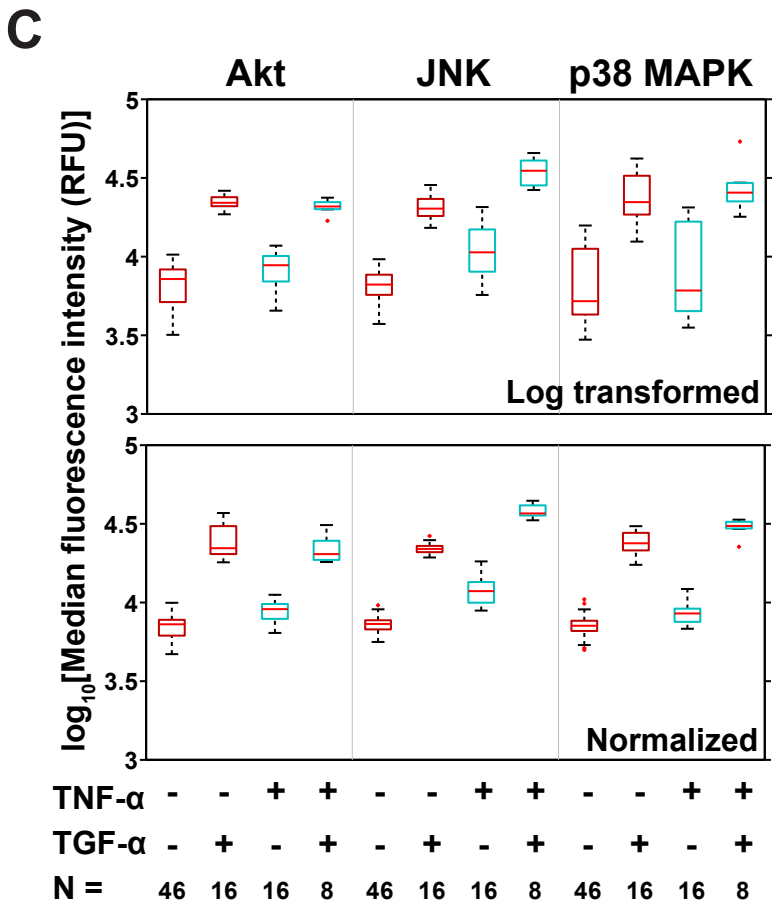 C
Akt JNK p38 MAPK
log10[Median fluorescence intensity (RFU)]
5
4.5
4
3.5
3
Log transformed
5
4.5
4
3.5
3
Normalized
TNF-α - - + + - - + + - - + +
TGF-α - + - + - + - + - + - +
N = 46 16 16 8 46 16 16 8 46 16 16 8